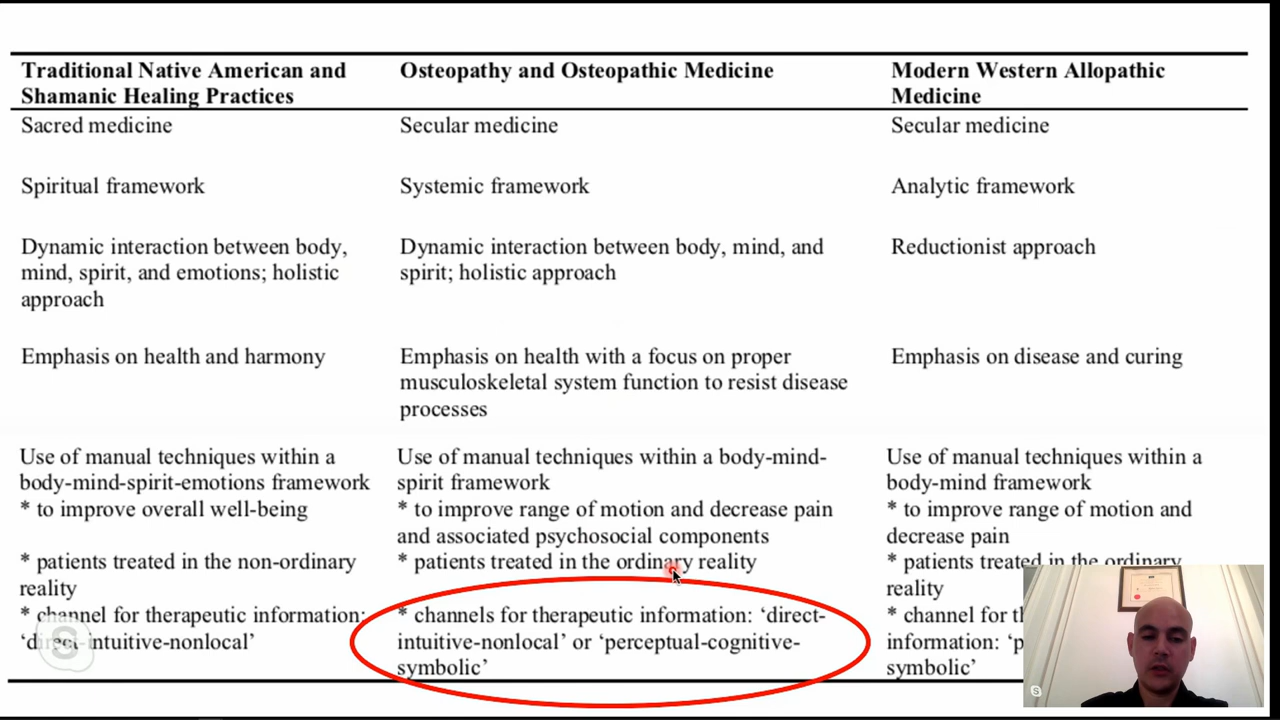 Traditional Native American and
Shamanic Healing Practices
Osteopathy and Osteopathic Medicine
Modern Western Allopathic
Medicine
Sacred medicine
Secular medicine
Secular medicine
Spiritual framework
Systemic framework
Analytic framework
Dynamic interaction between body,
mind, spirit, and emotions; holistic
approach
Dynamic interaction between body, mind, and
spirit; holistic approach
Reductionist approach
Emphasis on health and harmony
Emphasis on health with a focus on proper
musculoskeletal system function to resist disease
processes
Emphasis on disease and curing
Use of manual techniques within a
body-mind-spirit-emotions framework
* to improve overall well-being
* patients treated in the non-ordinary
reality
* channel for therapeutic information:
‘direct-intuitive-nonlocal’
Use of manual techniques within a body-mind-
spirit framework
* to improve range of motion and decrease pain
and associated psychosocial components
* patients treated in the ordinary reality
* channels for therapeutic information: ‘direct-
intuitive-nonlocal’ or ‘perceptual-cognitive-
symbolic’
Use of manual techniques within a
body-mind framework
* to improve range of motion and
decrease pain
* patients treated in the ordinary
reality
* channel for
information:
symbolic’